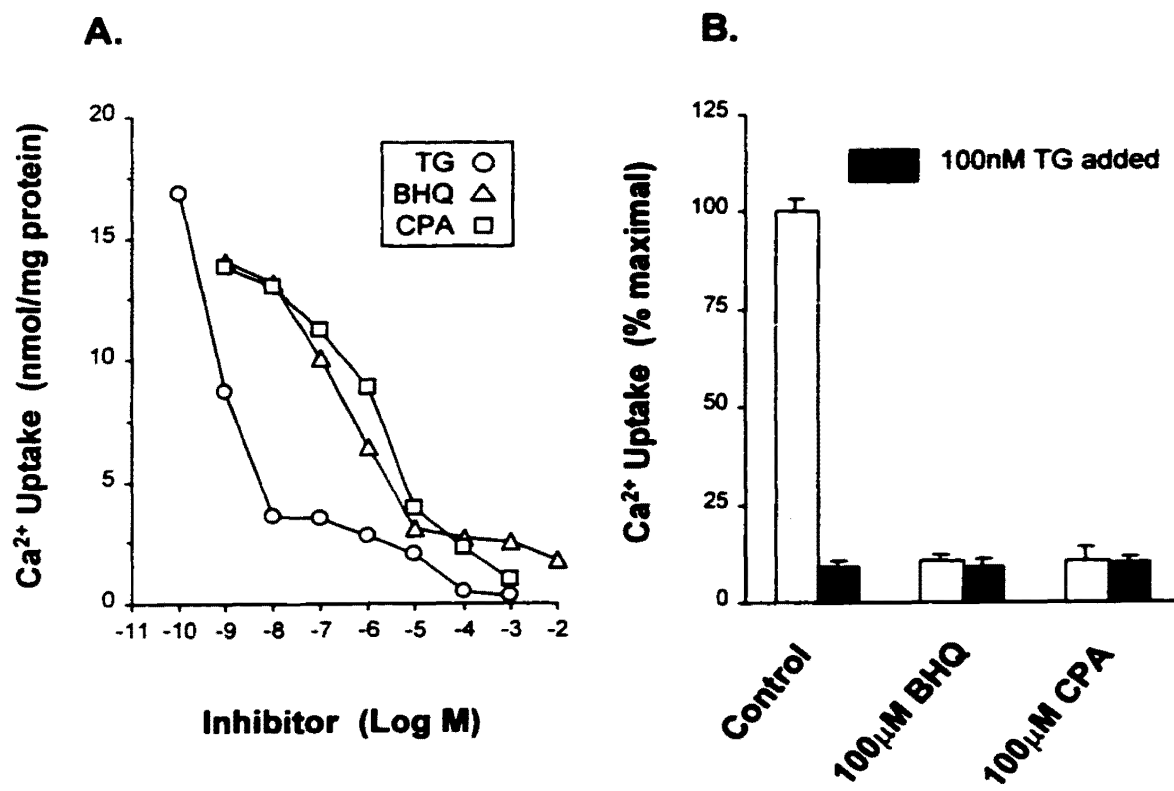 A.
Ca²⁺ Uptake (nmol/mg protein)
20
15
10
5
0
TG
BHQ
CPA
-11 -10 -9 -8 -7 -6 -5 -4 -3 -2
Inhibitor (Log M)
B.
Ca²⁺ Uptake (% maximal)
125
100
75
50
25
0
100nM TG added
Control
100μM BHQ
100μM CPA